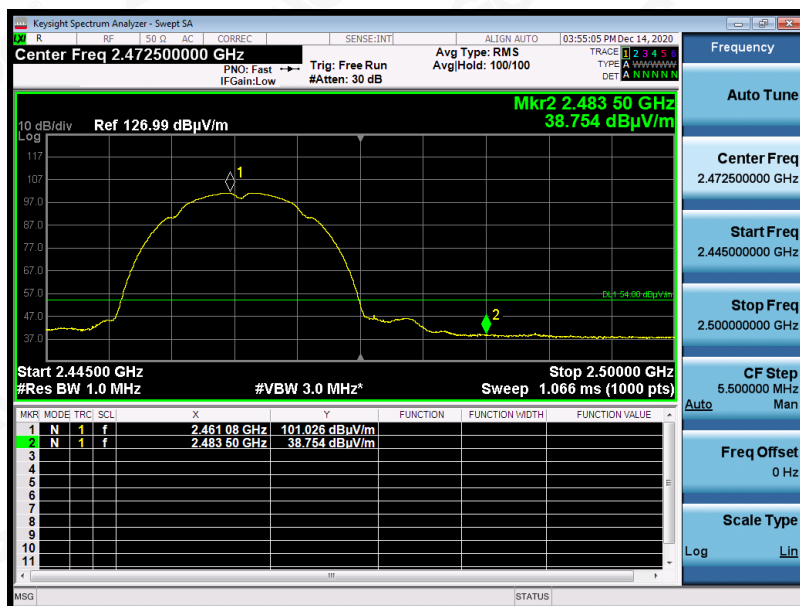 Keysight Spectrum Analyzer - Swept SA
LXI R RF 50 Ω AC CORREC SENSE:INT ALIGN AUTO 03:55:05 PM Dec 14, 2020
Center Freq 2.472500000 GHz
PNO: Fast
IFGain:Low
Trig: Free Run
#Atten: 30 dB
Avg Type: RMS
Avg|Hold: 100/100
TRACE 1 2 3 4 5 6
TYPE A WWWWW
DET A N N N N N
Mkr2 2.483 50 GHz
38.754 dBµV/m
10 dB/div Ref 126.99 dBµV/m
Log
117
107
97.0
87.0
77.0
67.0
57.0
47.0
37.0
1
DL1 54.00 dBµV/m
2
Start 2.44500 GHz
Stop 2.50000 GHz
#Res BW 1.0 MHz
#VBW 3.0 MHz*
Sweep 1.066 ms (1000 pts)
MKR MODE TRC SCL X Y FUNCTION FUNCTION WIDTH FUNCTION VALUE
1 N 1 f 2.461 08 GHz 101.026 dBµV/m
2 N 1 f 2.483 50 GHz 38.754 dBµV/m
3
4
5
6
7
8
9
10
11
MSG
STATUS
Frequency
Auto Tune
Center Freq
2.472500000 GHz
Start Freq
2.445000000 GHz
Stop Freq
2.500000000 GHz
CF Step
5.500000 MHz
Auto Man
Freq Offset
0 Hz
Scale Type
Log Lin